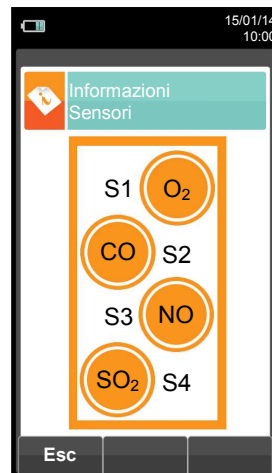 15/01/14
10:00
Informazioni
Sensori
S1 O₂
CO S2
S3 NO
SO₂ S4
Esc